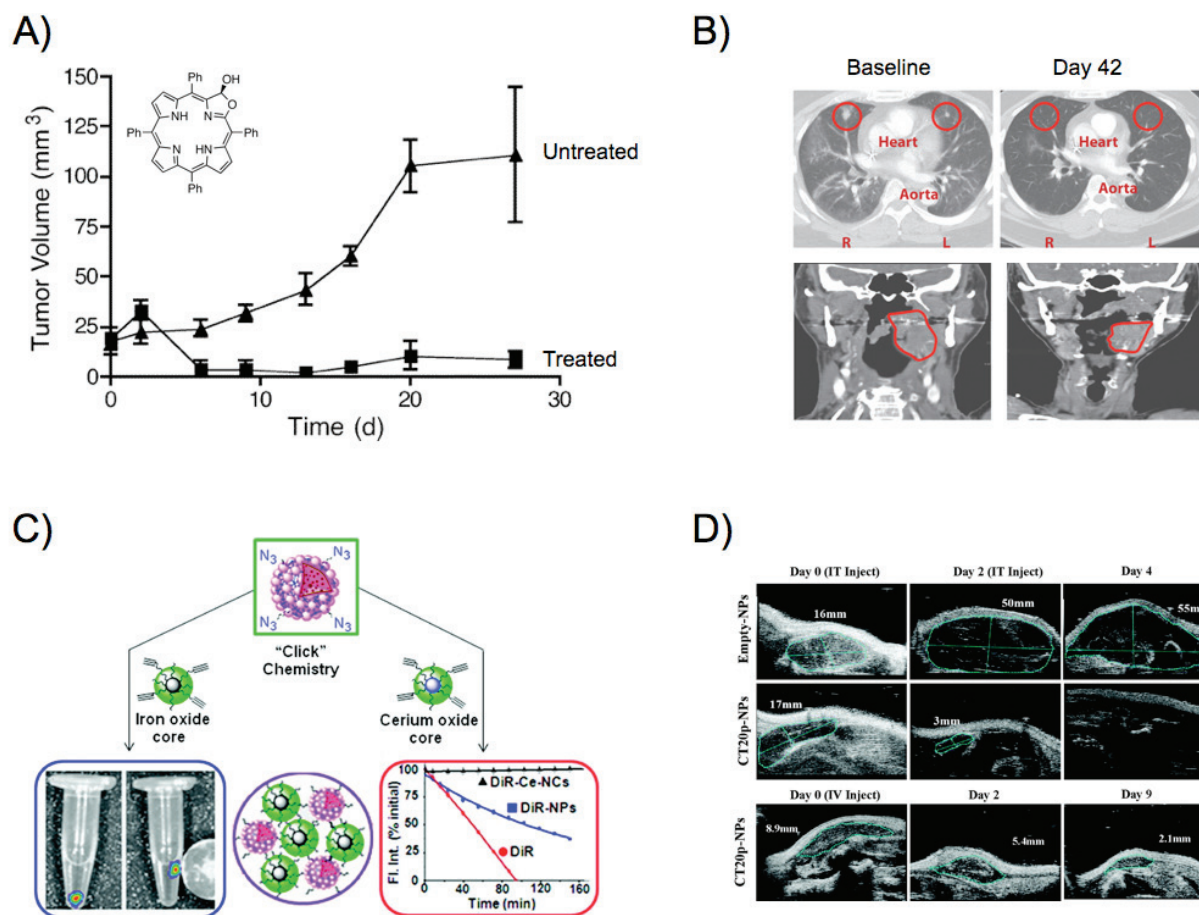 A)
150
125
100
75
50
25
0
Tumor Volume (mm³)
0 10 20 30
Time (d)
Ph
OH
O
NH
N
Ph
Ph
N
HN
Ph
Untreated
Treated
B)
Baseline
Day 42
Heart
Aorta
R L
Heart
Aorta
R L
C)
N₃
N₃
N₃
N₃
"Click"
Chemistry
Iron oxide
core
Cerium oxide
core
100
75
50
25
0
Fl. Int. (% initial)
DiR-Ce-NCs
DiR-NPs
DiR
0 40 80 120 160
Time (min)
D)
Day 0 (IT Inject) Day 2 (IT Inject) Day 4
Empty-NPs
16mm
50mm
55m
CT20p-NPs
17mm
3mm
Day 0 (IV Inject) Day 2 Day 9
CT20p-NPs
8.9mm
5.4mm
2.1mm